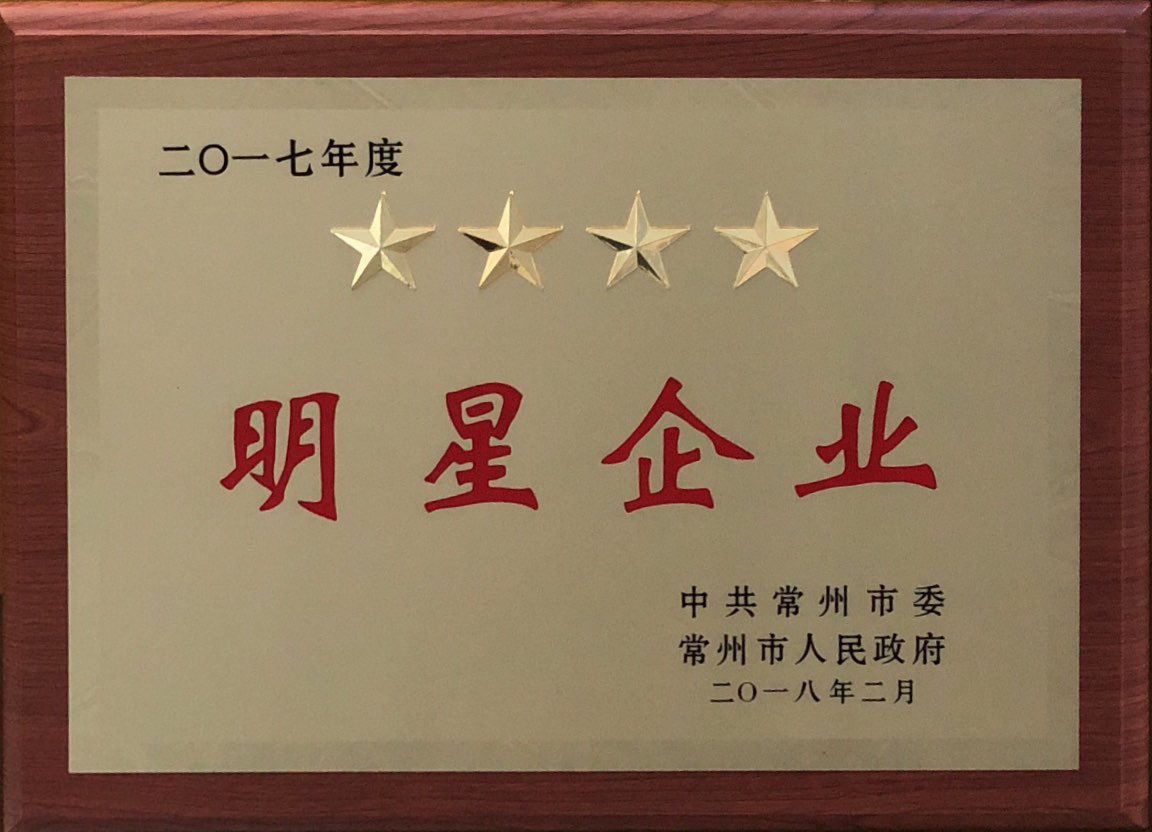 二〇一七年度
明星企业
中共常州市委
常州市人民政府
二〇一八年二月